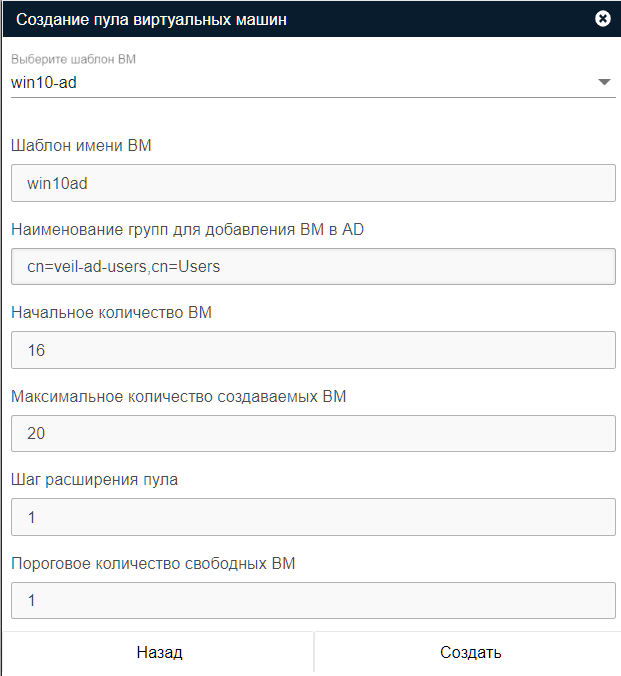 Создание пула виртуальных машин
Выберите шаблон ВМ
win10-ad
Шаблон имени ВМ
win10ad
Наименование групп для добавления ВМ в AD
cn=veil-ad-users,cn=Users
Начальное количество ВМ
16
Максимальное количество создаваемых ВМ
20
Шаг расширения пула
1
Пороговое количество свободных ВМ
1
Назад
Создать